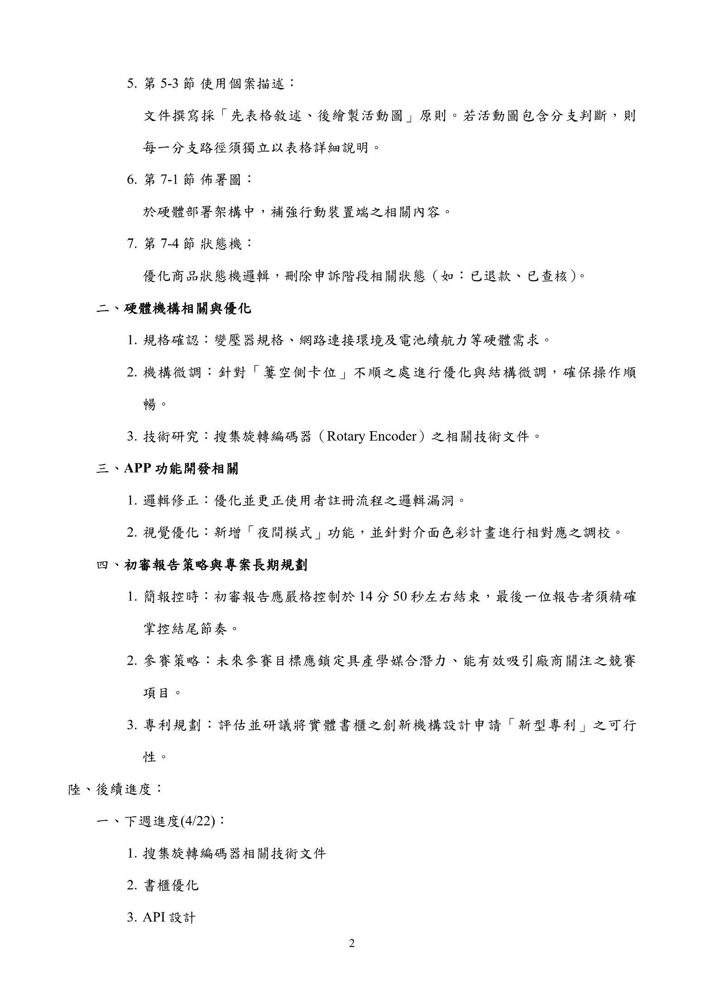 5. 第 5-3 節 使用個案描述：
文件撰寫採「先表格敘述、後繪製活動圖」原則。若活動圖包含分支判斷，則
每一分支路徑須獨立以表格詳細說明。
6. 第 7-1 節 佈署圖：
於硬體部署架構中，補強行動裝置端之相關內容。
7. 第 7-4 節 狀態機：
優化商品狀態機邏輯，刪除申訴階段相關狀態（如：已退款、已查核）。
二、硬體機構相關與優化
1. 規格確認：變壓器規格、網路連接環境及電池續航力等硬體需求。
2. 機構微調：針對「簍空側卡位」不順之處進行優化與結構微調，確保操作順
暢。
3. 技術研究：搜集旋轉編碼器（Rotary Encoder）之相關技術文件。
三、APP 功能開發相關
1. 邏輯修正：優化並更正使用者註冊流程之邏輯漏洞。
2. 視覺優化：新增「夜間模式」功能，並針對介面色彩計畫進行相對應之調校。
四、初審報告策略與專案長期規劃
1. 簡報控時：初審報告應嚴格控制於 14 分 50 秒左右結束，最後一位報告者須精確
掌控結尾節奏。
2. 參賽策略：未來參賽目標應鎖定具產學媒合潛力、能有效吸引廠商關注之競賽
項目。
3. 專利規劃：評估並研議將實體書櫃之創新機構設計申請「新型專利」之可行
性。
陸、後續進度：
一、下週進度(4/22)：
1. 搜集旋轉編碼器相關技術文件
2. 書櫃優化
3. API 設計
2